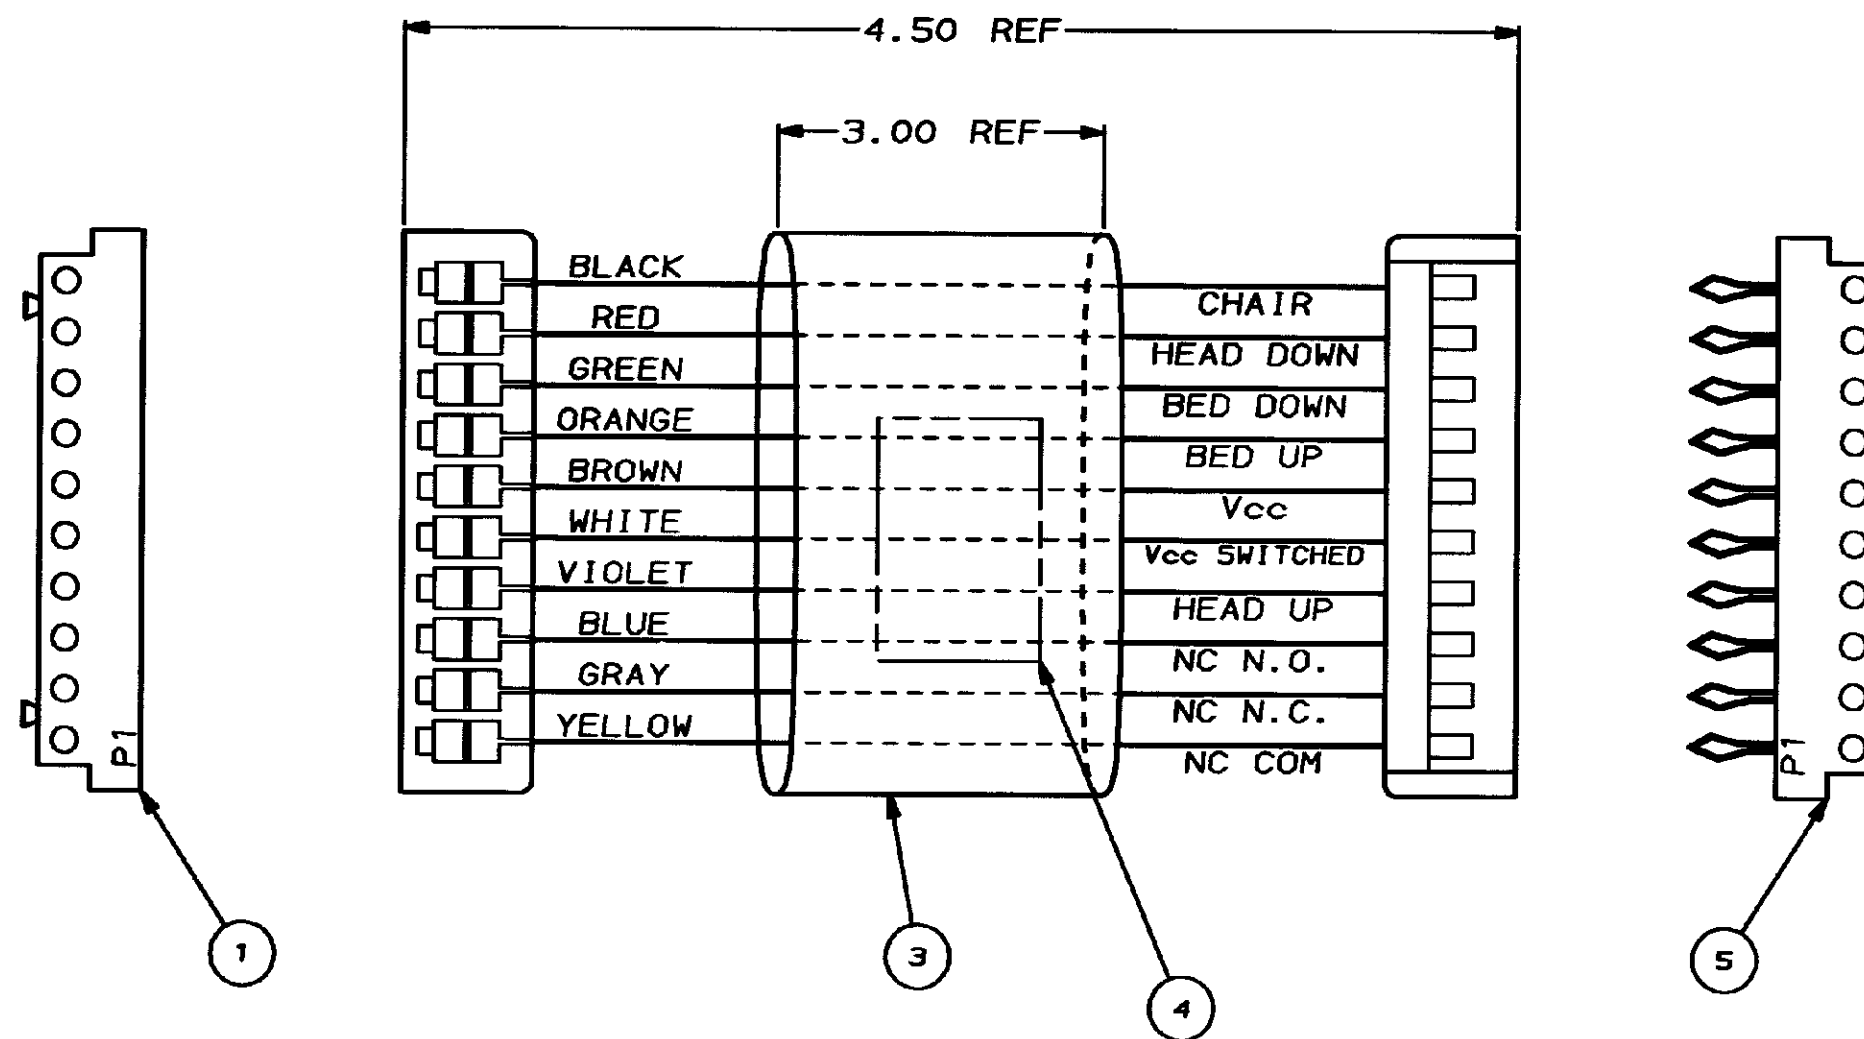 4.50 REF
3.00 REF
BLACK
CHAIR
RED
HEAD DOWN
GREEN
BED DOWN
ORANGE
BED UP
BROWN
Vcc
WHITE
Vcc SWITCHED
VIOLET
HEAD UP
BLUE
NC N.O.
GRAY
NC N.C.
YELLOW
NC COM
P1
P1
1
3
4
5